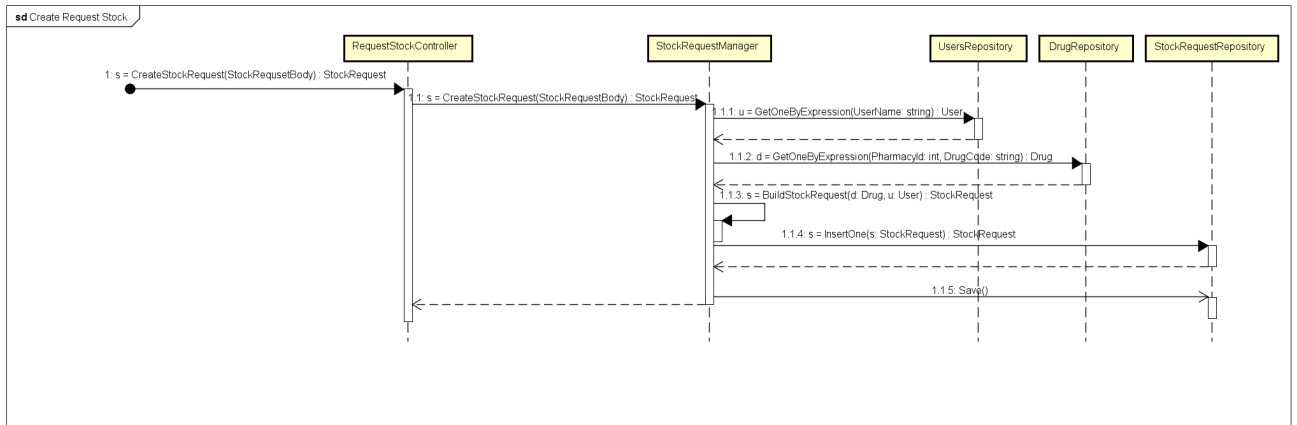 sd Create Request Stock
RequestStockController
StockRequestManager
UsersRepository
DrugRepository
StockRequestRepository
1: s = CreateStockRequest(StockRequsetBody) : StockRequest
1.1: s = CreateStockRequest(StockRequestBody) : StockRequest
1.1.1: u = GetOneByExpression(UserName: string) : User
1.1.2: d = GetOneByExpression(PharmacyId: int, DrugCode: string) : Drug
1.1.3: s = BuildStockRequest(d: Drug, u: User) : StockRequest
1.1.4: s = InsertOne(s: StockRequest) : StockRequest
1.1.5: Save()